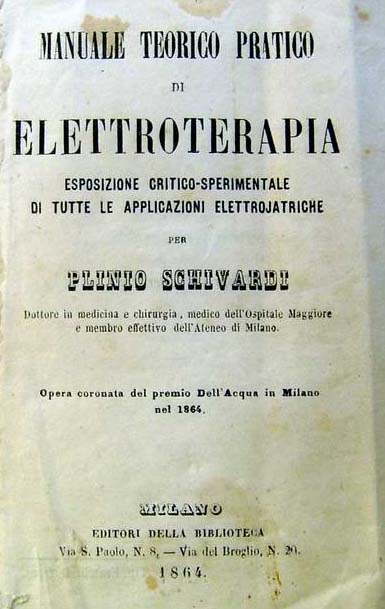 MANUALE TEORICO PRATICO
DI
ELETTROTERAPIA
ESPOSIZIONE CRITICO-SPERIMENTALE
DI TUTTE LE APPLICAZIONI ELETTROJATRICHE
PER
PLINIO SCHIVARDI
Dottore in medicina e chirurgia, medico dell'Ospitale Maggiore
e membro effettivo dell'Ateneo di Milano.
Opera coronata del premio Dell'Acqua in Milano
nel 1864.
MILANO
EDITORI DELLA BIBLIOTECA
Via S. Paolo, N. 8, — Via del Broglio, N. 20.
1864.